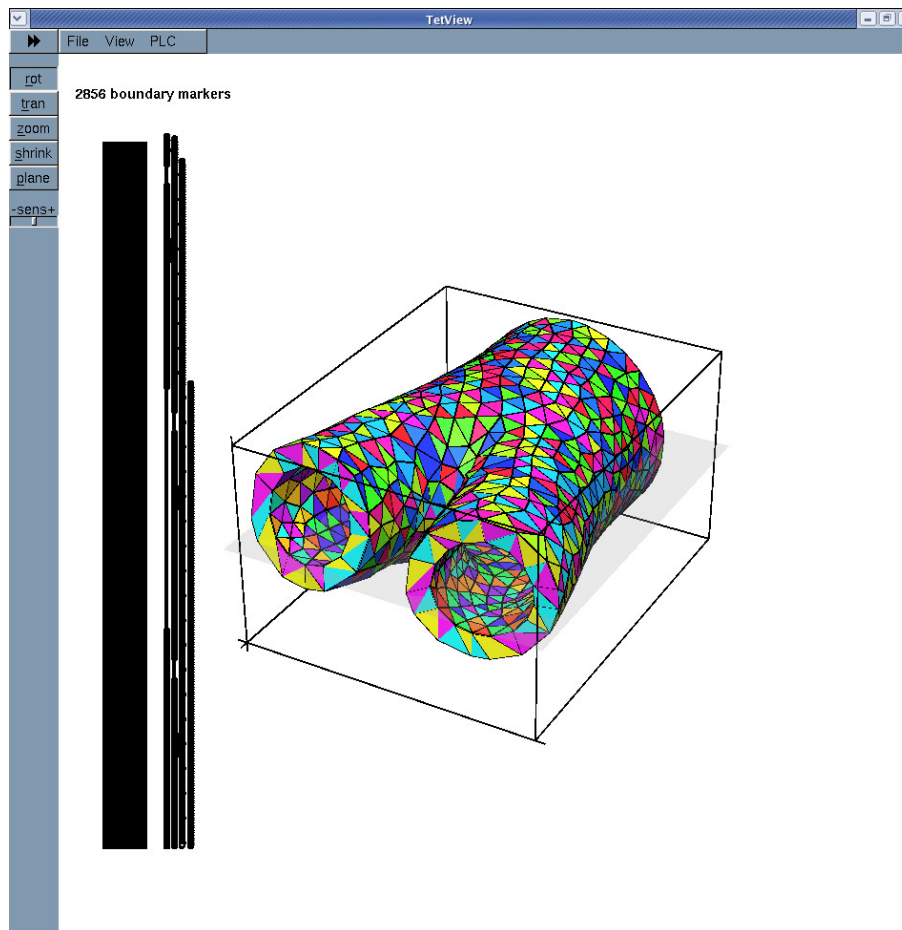 TetView
File View PLC
rot
tran
zoom
shrink
plane
-sens+
2856 boundary markers